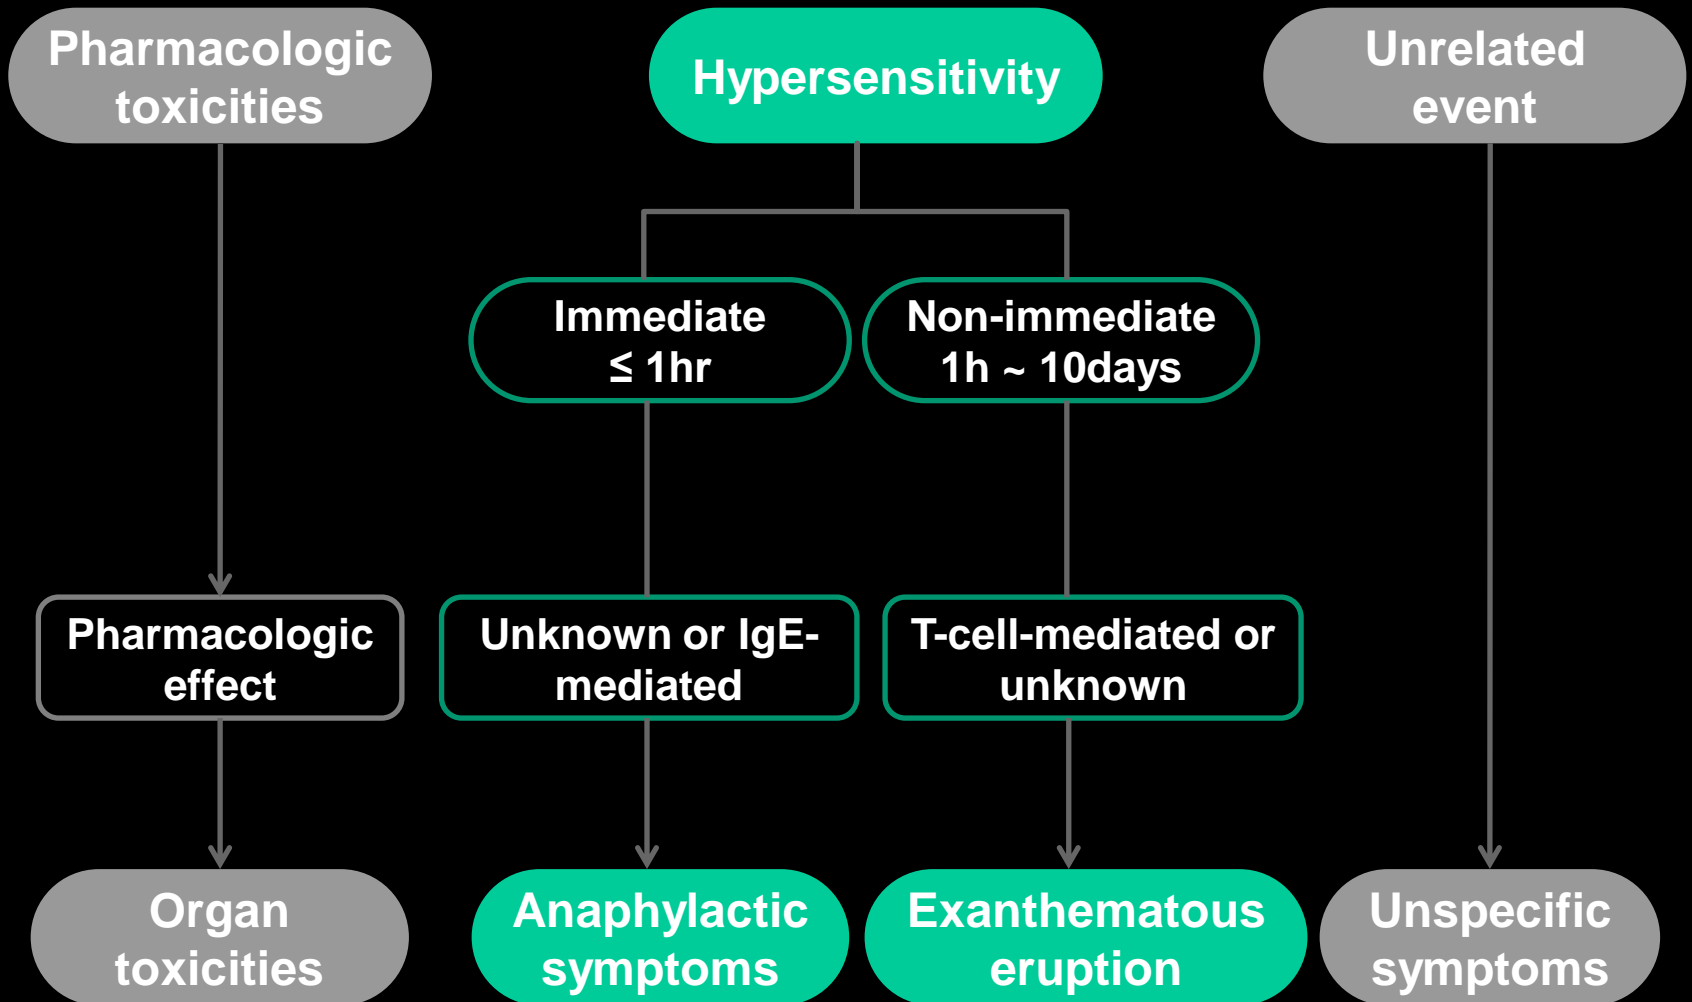 Pharmacologic
toxicities
Hypersensitivity
Unrelated
event
Immediate
≤ 1hr
Non-immediate
1h ~ 10days
Pharmacologic
effect
Unknown or IgE-
mediated
T-cell-mediated or
unknown
Organ
toxicities
Anaphylactic
symptoms
Exanthematous
eruption
Unspecific
symptoms